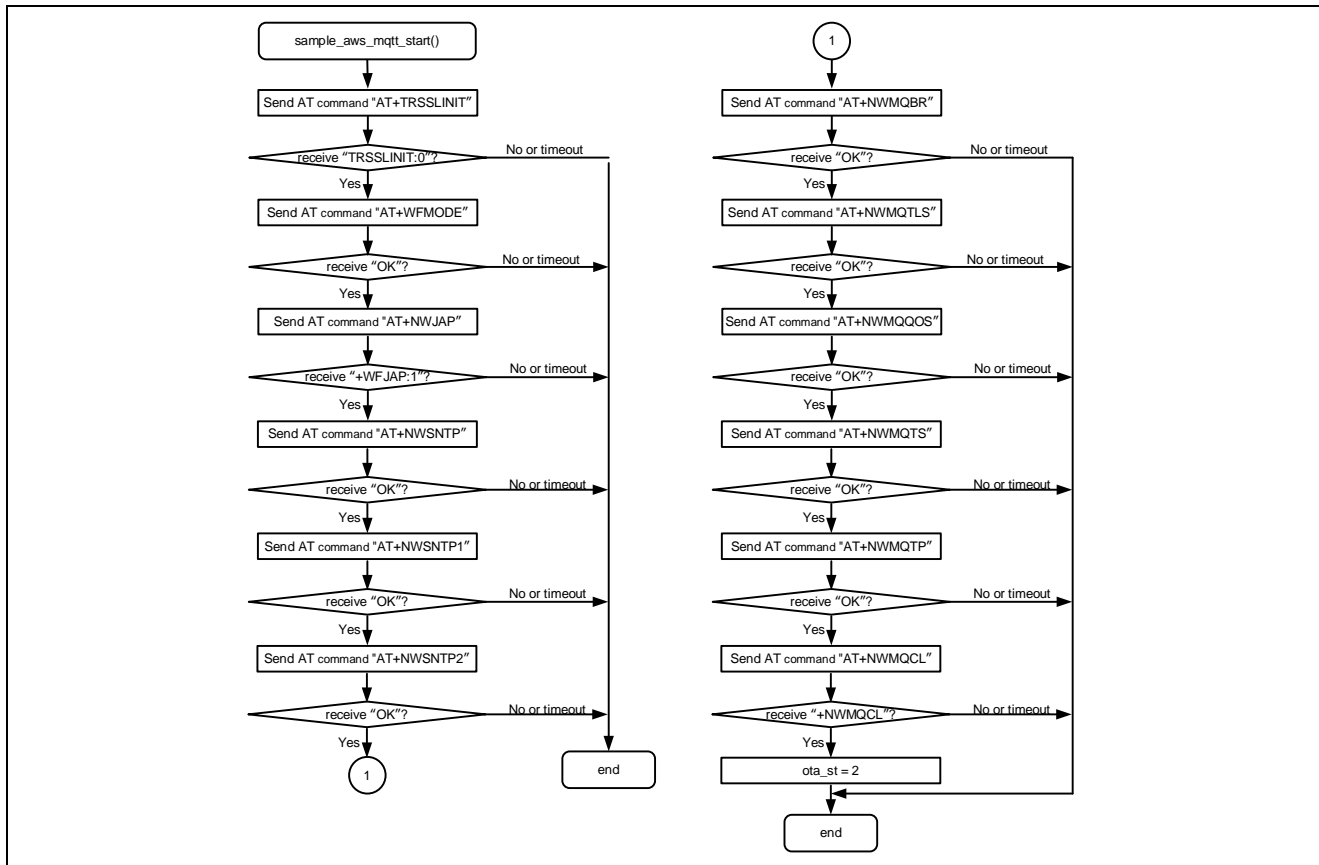 sample_aws_mqtt_start()
Send AT command "AT+TRSSLINIT”
receive “TRSSLINIT:0”?
No or timeout
Yes
Send AT command "AT+WFMODE”
receive “OK”?
No or timeout
Yes
Send AT command "AT+NWJAP”
receive “+WFJAP:1”?
No or timeout
Yes
Send AT command "AT+NWSNTP”
receive “OK”?
No or timeout
Yes
Send AT command "AT+NWSNTP1”
receive “OK”?
No or timeout
Yes
Send AT command "AT+NWSNTP2”
receive “OK”?
No or timeout
Yes
1
end
1
Send AT command "AT+NWMQBR”
receive “OK”?
No or timeout
Yes
Send AT command "AT+NWMQTLS”
receive “OK”?
No or timeout
Yes
Send AT command "AT+NWMQQOS”
receive “OK”?
No or timeout
Yes
Send AT command "AT+NWMQTS”
receive “OK”?
No or timeout
Yes
Send AT command "AT+NWMQTP”
receive “OK”?
No or timeout
Yes
Send AT command "AT+NWMQCL”
receive “+NWMQCL”?
No or timeout
Yes
ota_st = 2
end